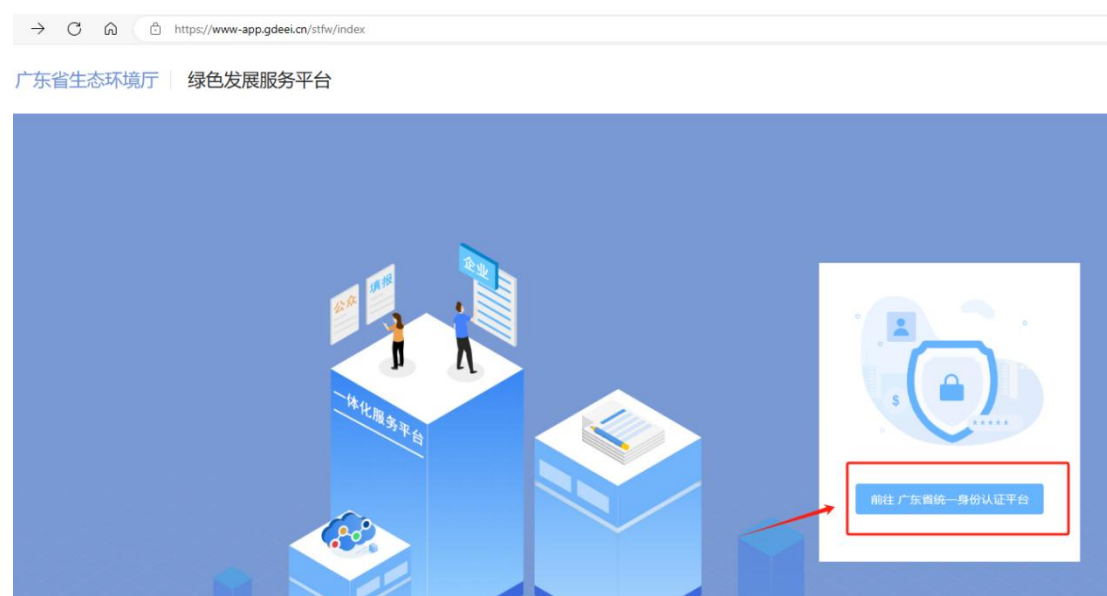 https://www-app.gdeei.cn/stfw/index
广东省生态环境厅 | 绿色发展服务平台
企业
公众 填报
一体化服务平台
$
*****
前往 广东省统一身份认证平台